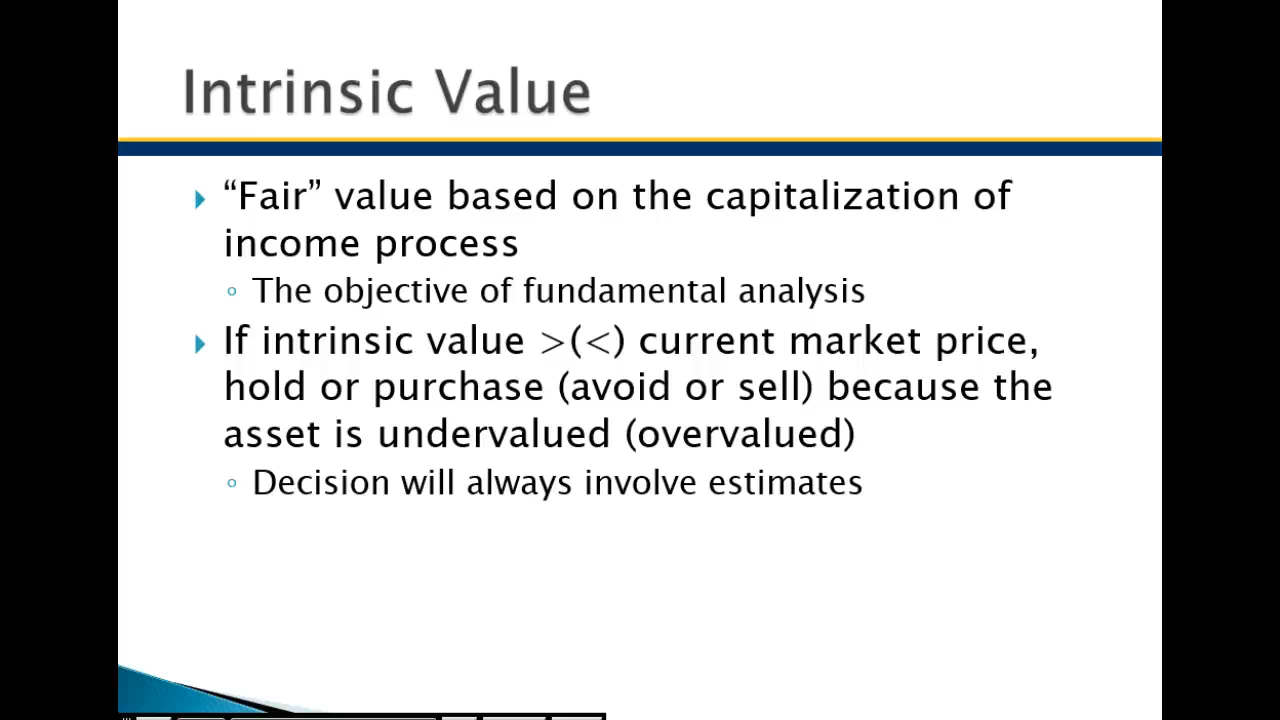 Intrinsic Value
“Fair” value based on the capitalization of
income process
The objective of fundamental analysis
If intrinsic value >(<) current market price,
hold or purchase (avoid or sell) because the
asset is undervalued (overvalued)
Decision will always involve estimates